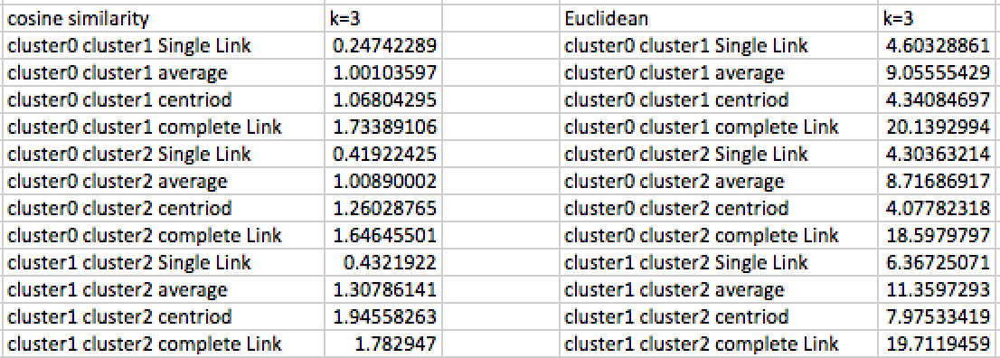 cosine similarity k=3 Euclidean k=3
cluster0 cluster1 Single Link 0.24742289 cluster0 cluster1 Single Link 4.60328861
cluster0 cluster1 average 1.00103597 cluster0 cluster1 average 9.05555429
cluster0 cluster1 centriod 1.06804295 cluster0 cluster1 centriod 4.34084697
cluster0 cluster1 complete Link 1.73389106 cluster0 cluster1 complete Link 20.1392994
cluster0 cluster2 Single Link 0.41922425 cluster0 cluster2 Single Link 4.30363214
cluster0 cluster2 average 1.00890002 cluster0 cluster2 average 8.71686917
cluster0 cluster2 centriod 1.26028765 cluster0 cluster2 centriod 4.07782318
cluster0 cluster2 complete Link 1.64645501 cluster0 cluster2 complete Link 18.5979797
cluster1 cluster2 Single Link 0.4321922 cluster1 cluster2 Single Link 6.36725071
cluster1 cluster2 average 1.30786141 cluster1 cluster2 average 11.3597293
cluster1 cluster2 centriod 1.94558263 cluster1 cluster2 centriod 7.97533419
cluster1 cluster2 complete Link 1.782947 cluster1 cluster2 complete Link 19.7119459